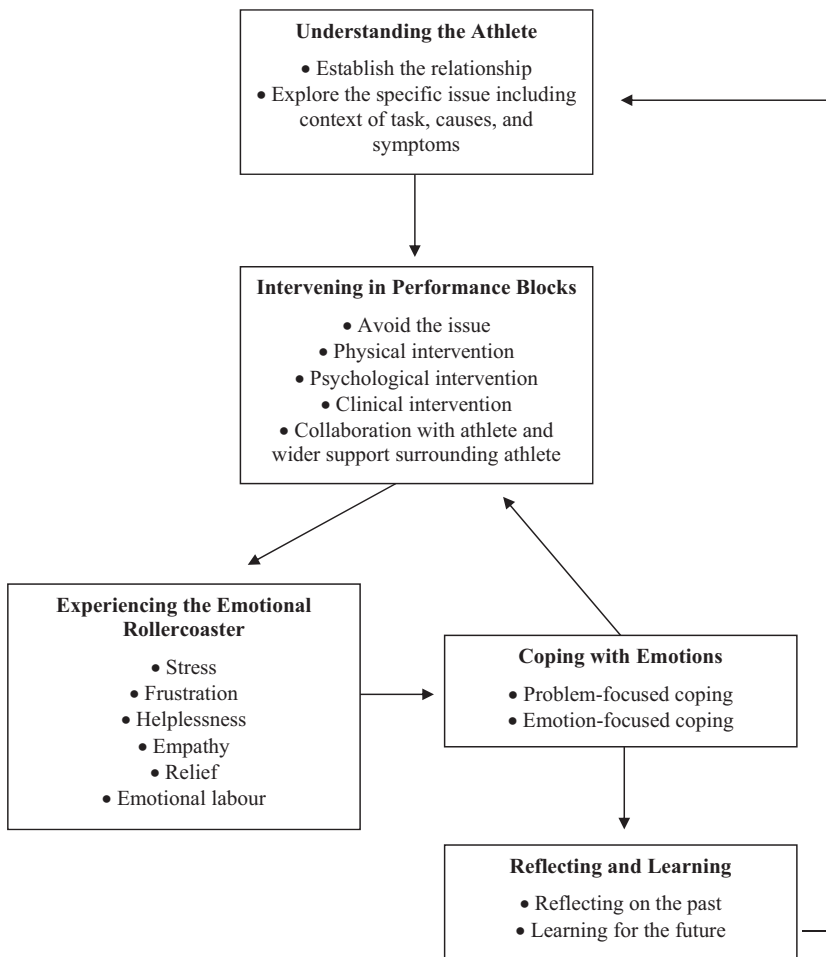 Understanding the Athlete
• Establish the relationship
• Explore the specific issue including
context of task, causes, and
symptoms
Intervening in Performance Blocks
• Avoid the issue
• Physical intervention
• Psychological intervention
• Clinical intervention
• Collaboration with athlete and
wider support surrounding athlete
Experiencing the Emotional
Rollercoaster
• Stress
• Frustration
• Helplessness
• Empathy
• Relief
• Emotional labour
Coping with Emotions
• Problem-focused coping
• Emotion-focused coping
Reflecting and Learning
• Reflecting on the past
• Learning for the future